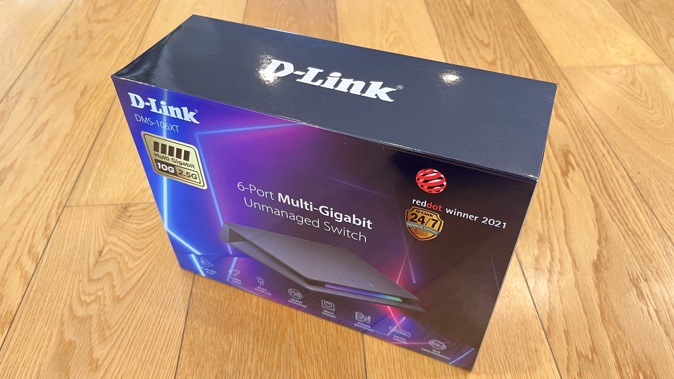 D-Link®
D-Link
DMS-106XT
Multi-Gigabit
10G 2.5G
6-Port Multi-Gigabit
Unmanaged Switch
reddot winner 2021
24/7